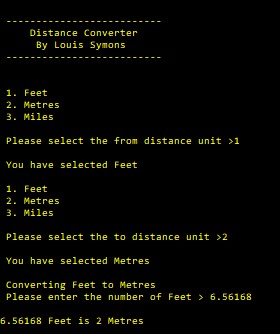 ---------------------------
Distance Converter
By Louis Symons
---------------------------
1. Feet
2. Metres
3. Miles
Please select the from distance unit >1
You have selected Feet
1. Feet
2. Metres
3. Miles
Please select the to distance unit >2
You have selected Metres
Converting Feet to Metres
Please enter the number of Feet > 6.56168
6.56168 Feet is 2 Metres